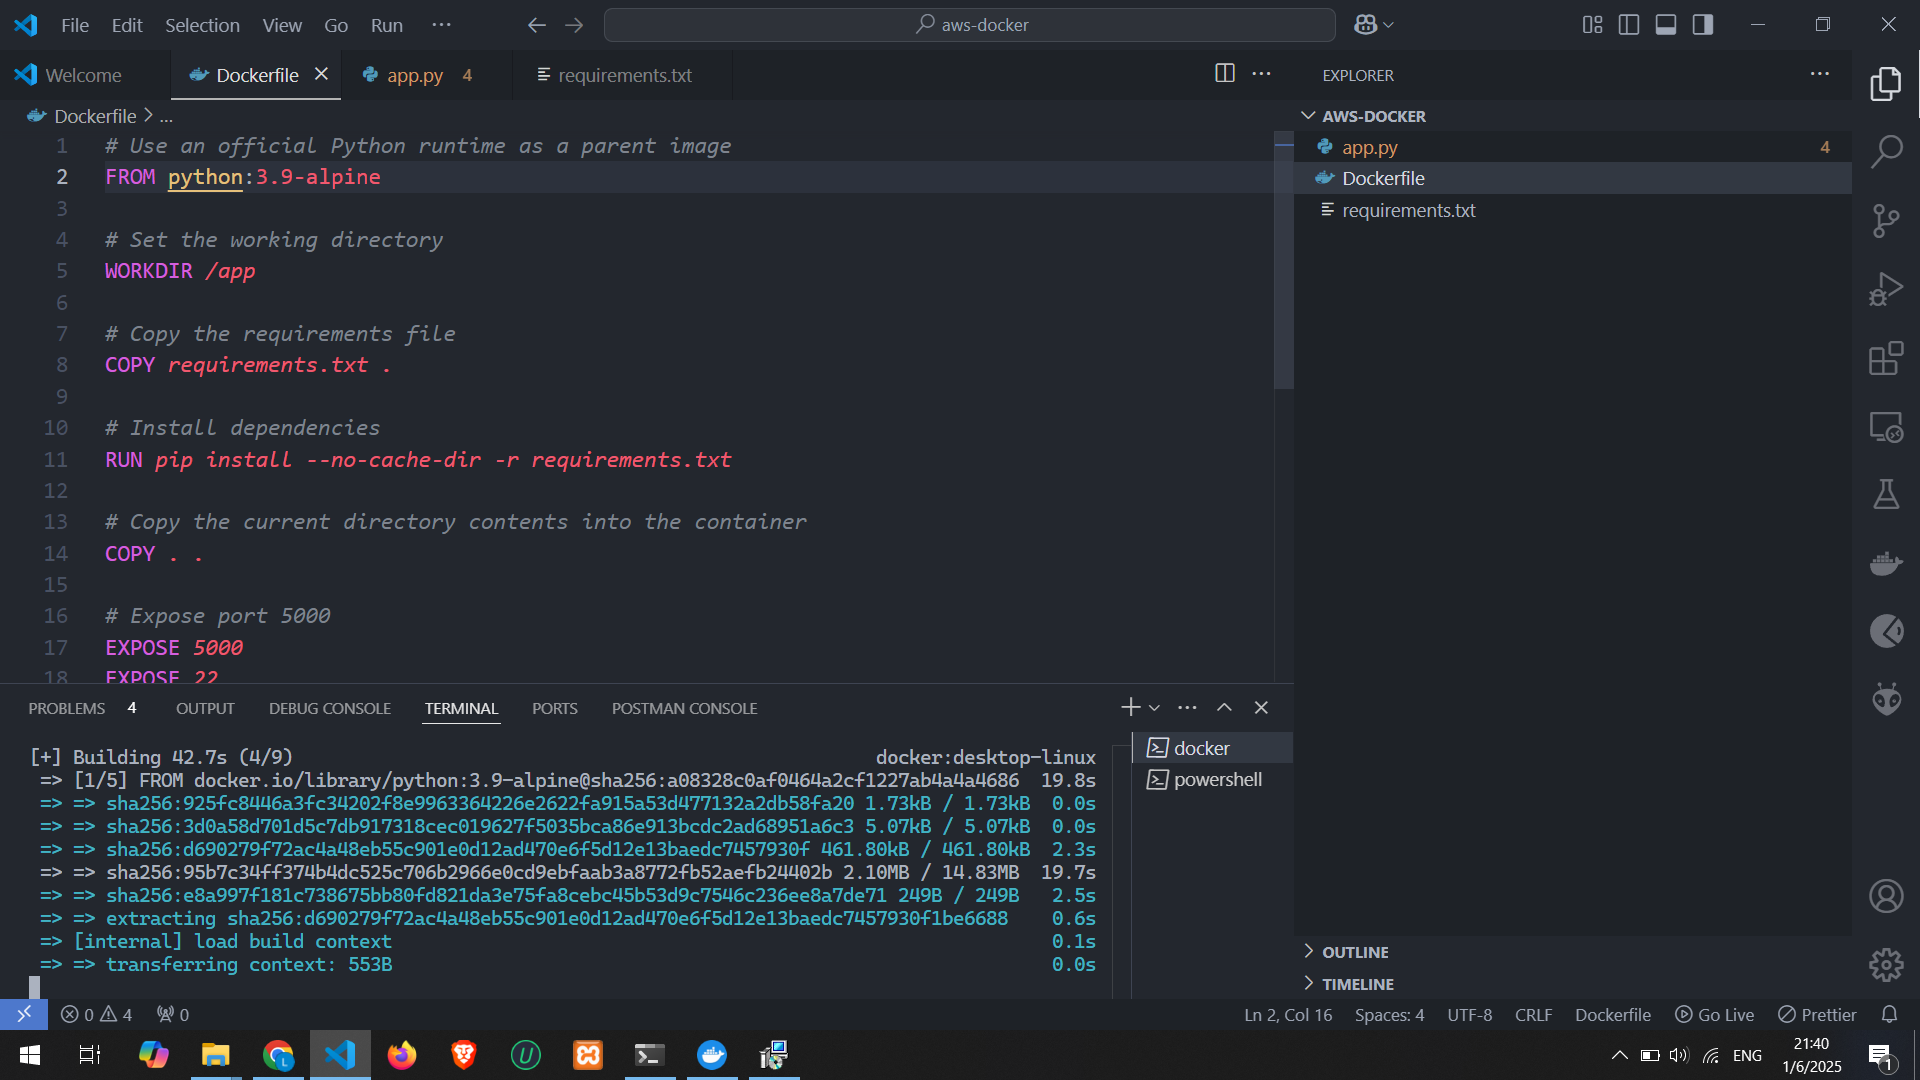 File Edit Selection View Go Run ··· aws-docker
Welcome Dockerfile app.py 4 requirements.txt
Dockerfile > ...
1 # Use an official Python runtime as a parent image
2 FROM python:3.9-alpine
3
4 # Set the working directory
5 WORKDIR /app
6
7 # Copy the requirements file
8 COPY requirements.txt .
9
10 # Install dependencies
11 RUN pip install --no-cache-dir -r requirements.txt
12
13 # Copy the current directory contents into the container
14 COPY . .
15
16 # Expose port 5000
17 EXPOSE 5000
18 EXPOSE 22
EXPLORER
AWS-DOCKER
app.py 4
Dockerfile
requirements.txt
OUTLINE
TIMELINE
PROBLEMS 4 OUTPUT DEBUG CONSOLE TERMINAL PORTS POSTMAN CONSOLE
[+] Building 42.7s (4/9) docker:desktop-linux
=> [1/5] FROM docker.io/library/python:3.9-alpine@sha256:a08328c0af0464a2cf1227ab4a4a4686 19.8s
=> => sha256:925fc8446a3fc34202f8e9963364226e2622fa915a53d477132a2db58fa20 1.73kB / 1.73kB 0.0s
=> => sha256:3d0a58d701d5c7db917318cec019627f5035bca86e913bcdc2ad68951a6c3 5.07kB / 5.07kB 0.0s
=> => sha256:d690279f72ac4a48eb55c901e0d12ad470e6f5d12e13baedc7457930f 461.80kB / 461.80kB 2.3s
=> => sha256:95b7c34ff374b4dc525c706b2966e0cd9ebfaab3a8772fb52aefb24402b 2.10MB / 14.83MB 19.7s
=> => sha256:e8a997f181c738675bb80fd821da3e75fa8cebc45b53d9c7546c236ee8a7de71 249B / 249B 2.5s
=> => extracting sha256:d690279f72ac4a48eb55c901e0d12ad470e6f5d12e13baedc7457930f1be6688 0.6s
=> [internal] load build context 0.1s
=> => transferring context: 553B 0.0s
docker
powershell
0 4 0 Ln 2, Col 16 Spaces: 4 UTF-8 CRLF Dockerfile Go Live Prettier
ENG 21:40
1/6/2025
1